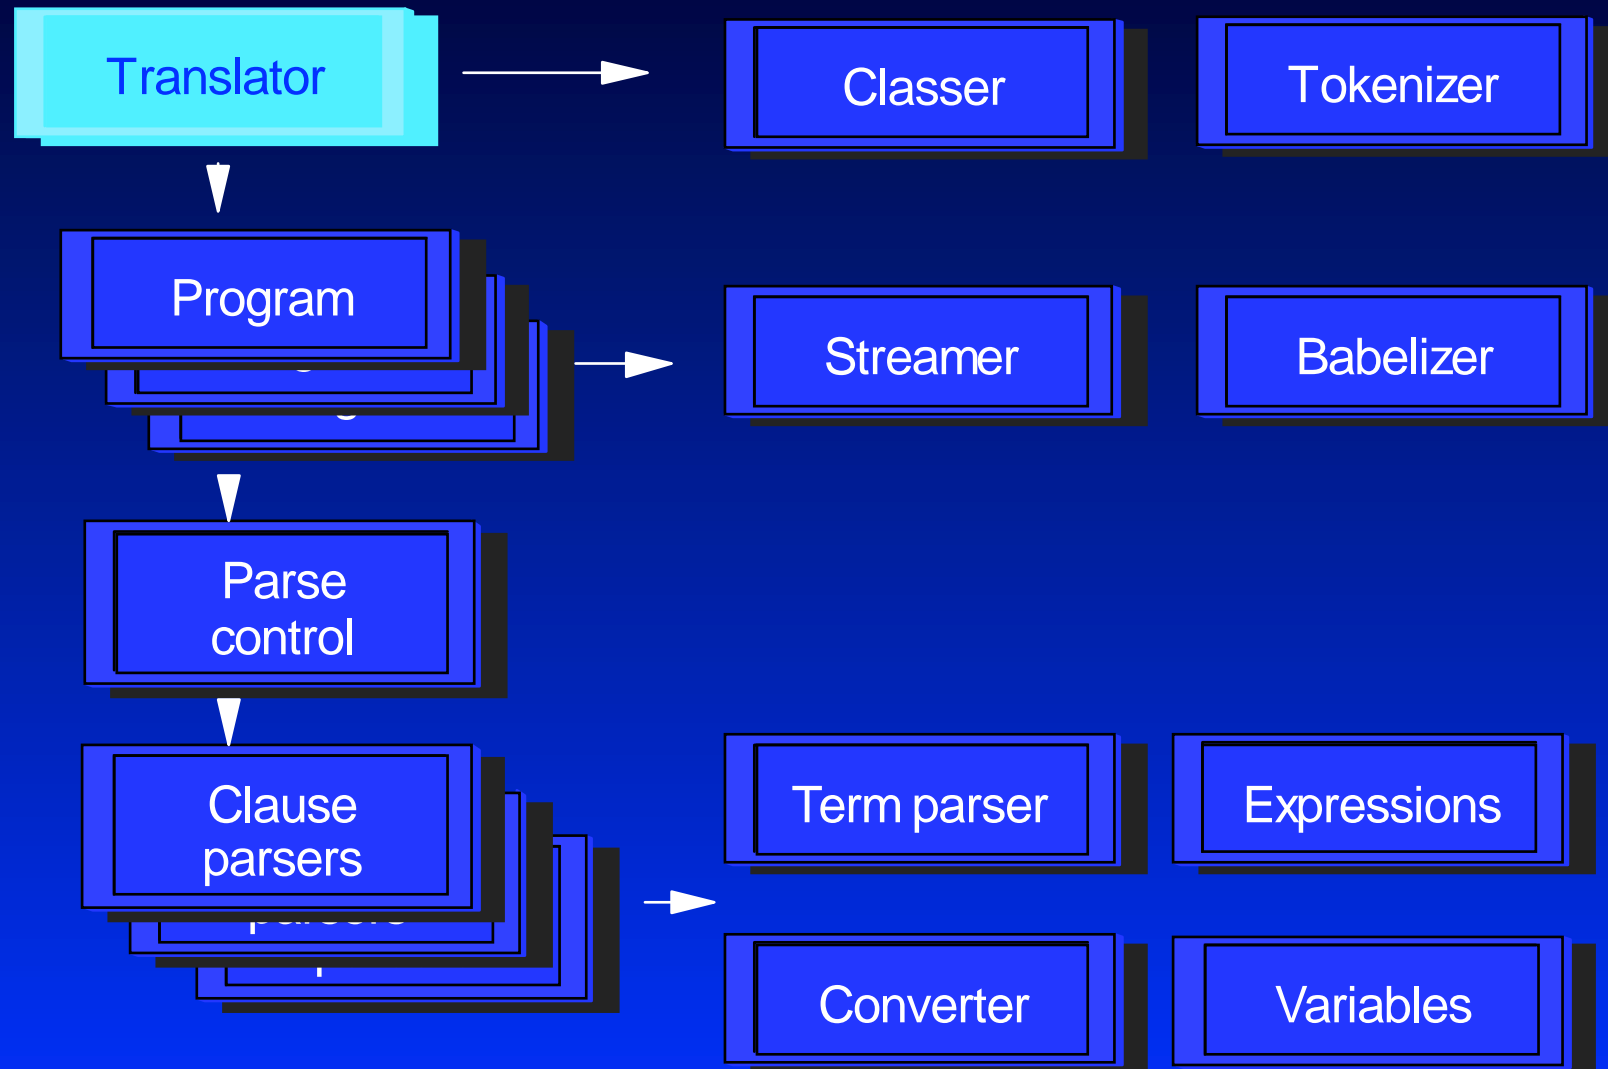 Translator
Classer
Tokenizer
Program
Streamer
Babelizer
Parse
control
Clause
parsers
Term parser
Expressions
Converter
Variables